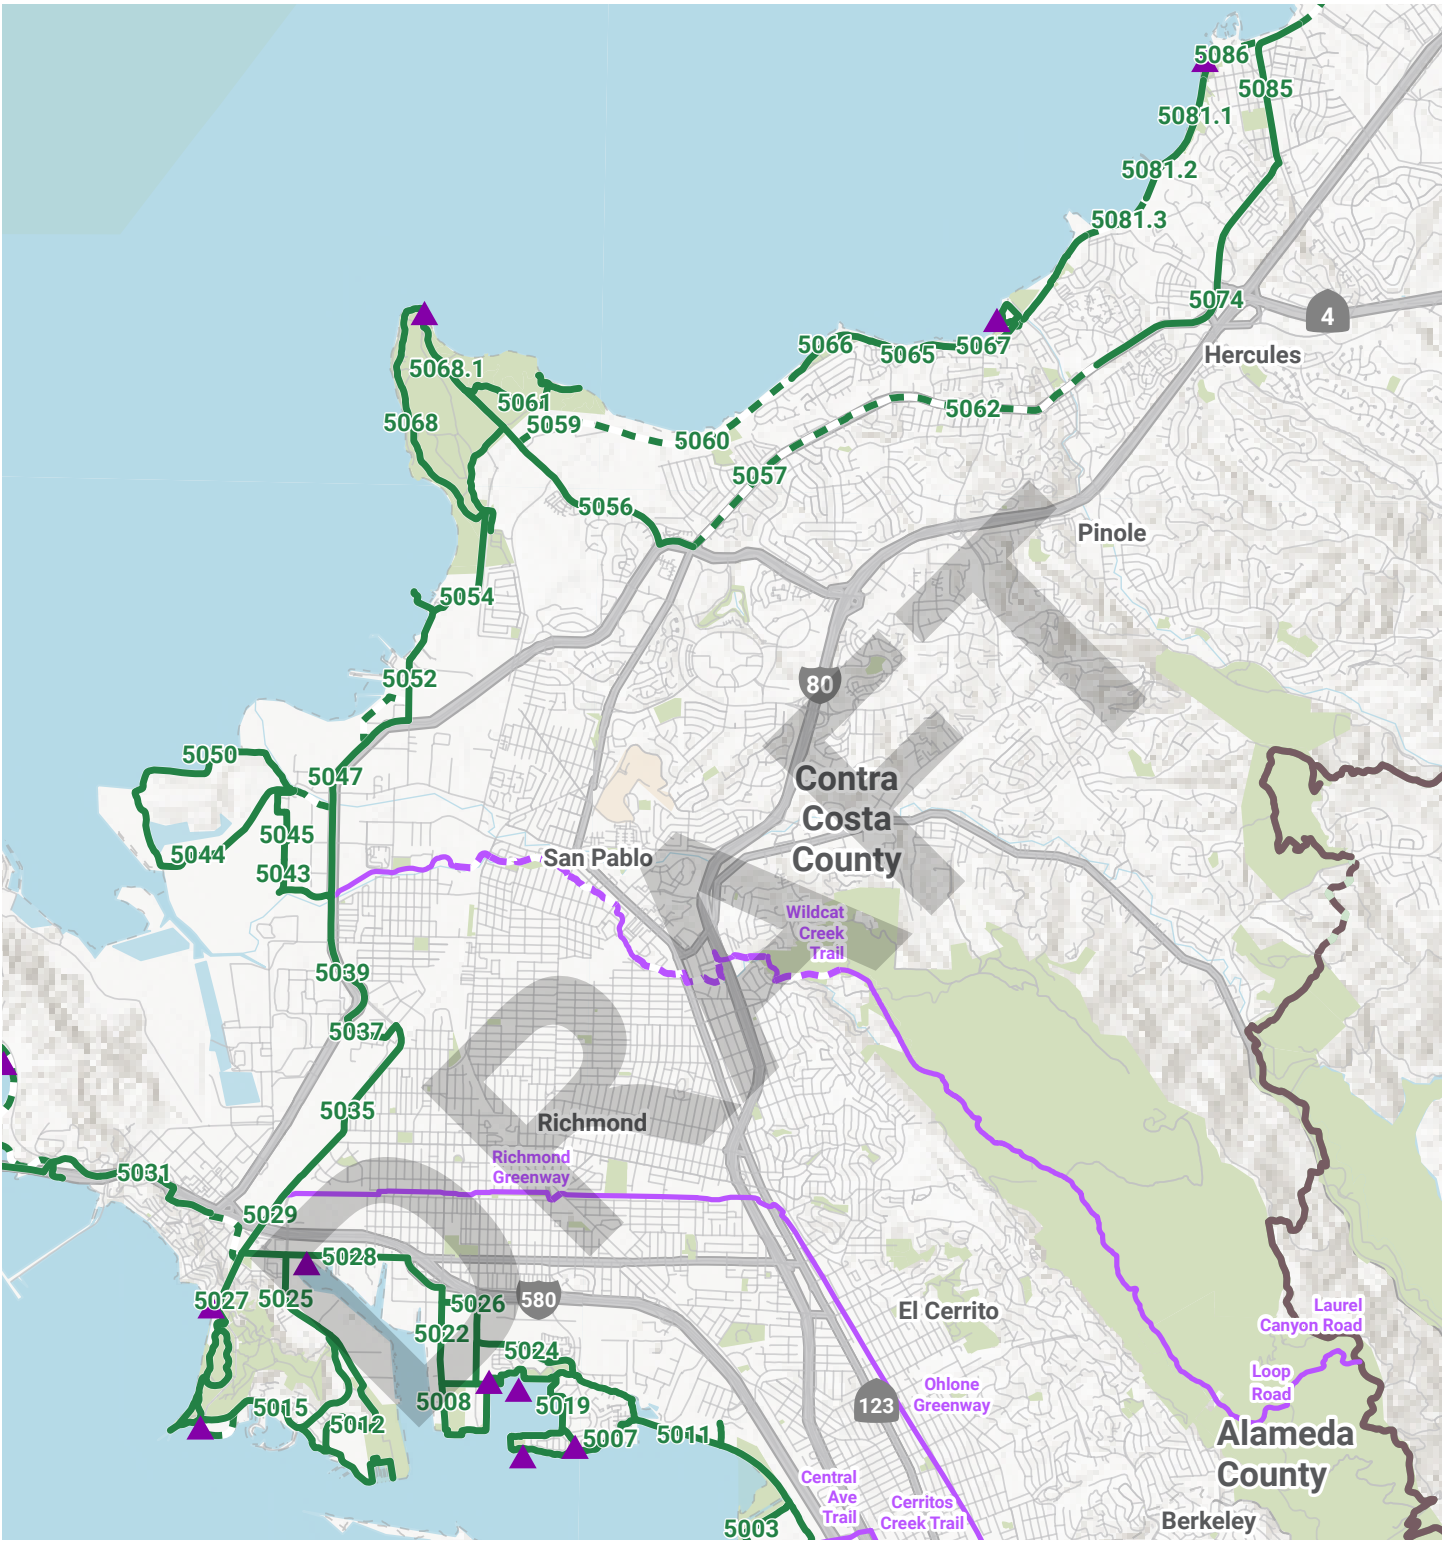 5086
5085
5081.1
5081.2
5081.3
5074
4
Hercules
5066
5065
5067
5068.1
5061
5068
5059
5060
5062
5057
5056
Pinole
5054
5052
80
5050
5047
Contra
Costa
County
5045
5044
5043
San Pablo
Wildcat
Creek
Trail
5039
5037
5035
Richmond
Richmond
Greenway
5031
5029
5028
5027
5025
5026
580
5022
El Cerrito
Laurel
Canyon Road
5024
Loop
Road
5008
5019
5015
5012
123
Ohlone
Greenway
5007
5011
Alameda
County
Central
Ave
Trail
Cerritos
Creek Trail
5003
Berkeley
DRAFT